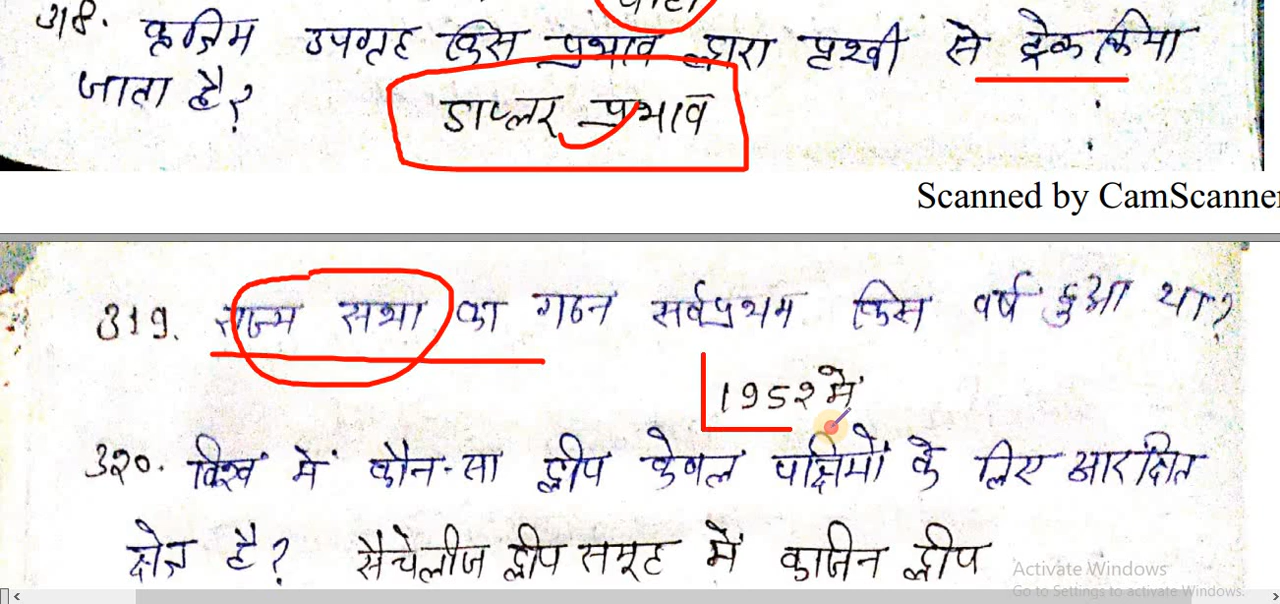 318. कृत्रिम उपग्रह किस प्रभाव द्वारा पृथ्वी से ट्रेक किया
जाता है?
डाप्लर प्रभाव
Scanned by CamScanner
319. राज्य सभा का गठन सर्वप्रथम किस वर्ष हुआ था?
1952 में
320. विश्व में कौन-सा द्वीप केवल पक्षियों के लिए आरक्षित
क्षेत्र है? सैचेलीज द्वीप समूह में काजिन द्वीप
Activate Windows
Go to Settings to activate Windows.